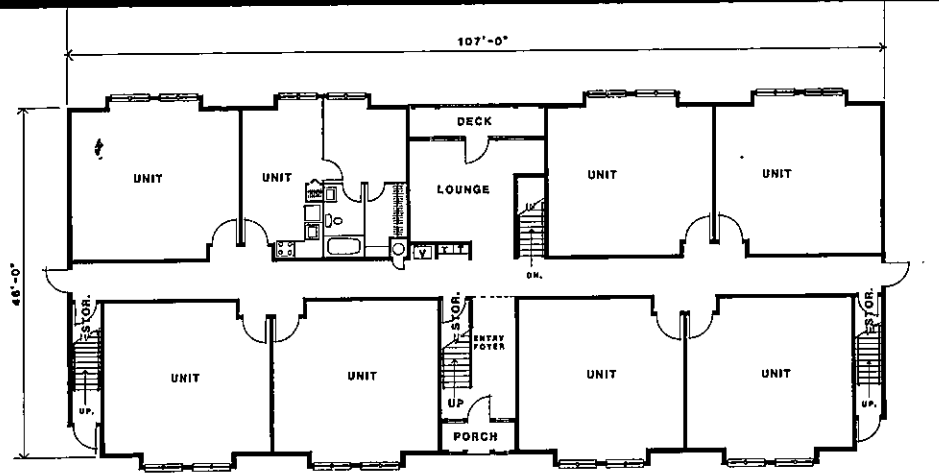 107'-0"
DECK
UNIT
UNIT
LOUNGE
UNIT
UNIT
V
T
T
DN.
46'-0"
STOR.
STOR.
STOR.
ENTRY
FOYER
UNIT
UNIT
UNIT
UNIT
UP.
UP
UP.
PORCH